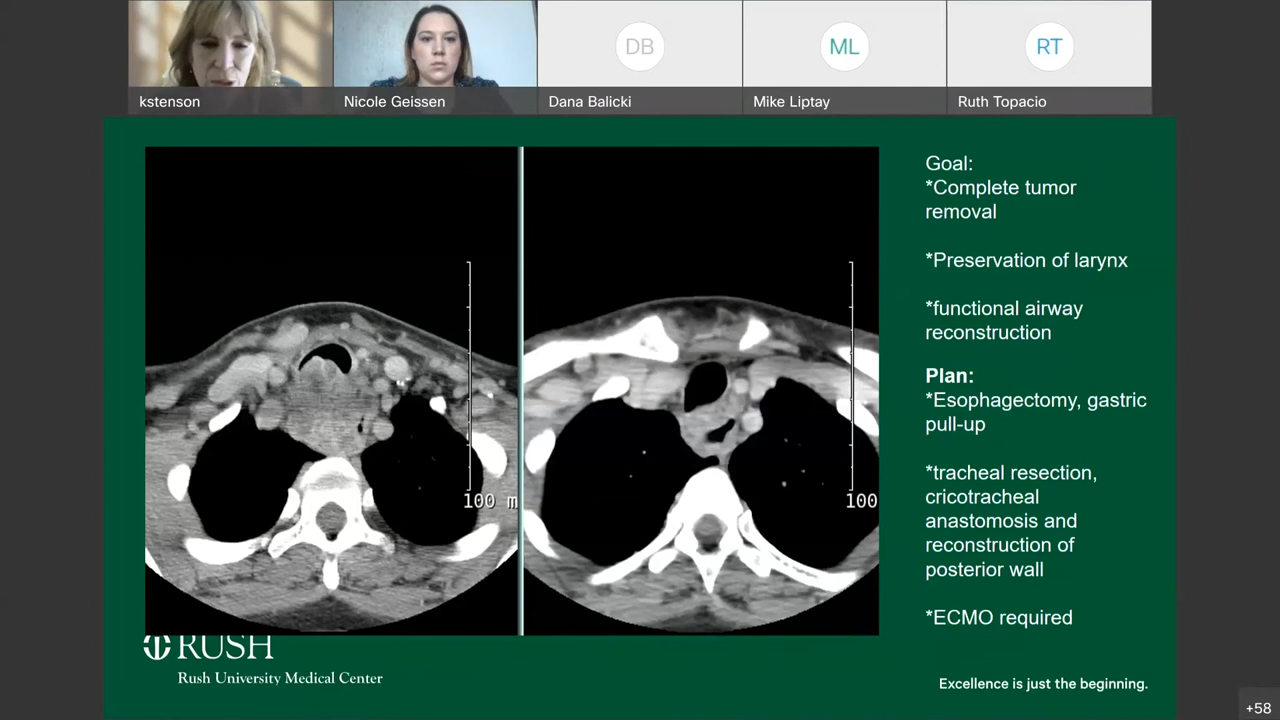 DB
ML
RT
kstenson
Nicole Geissen
Dana Balicki
Mike Liptay
Ruth Topacio
Goal:
*Complete tumor
removal
*Preservation of larynx
*functional airway
reconstruction
Plan:
*Esophagectomy, gastric
pull-up
*tracheal resection,
cricotracheal
anastomosis and
reconstruction of
posterior wall
*ECMO required
100 m
100
RUSH
Rush University Medical Center
Excellence is just the beginning.
+58